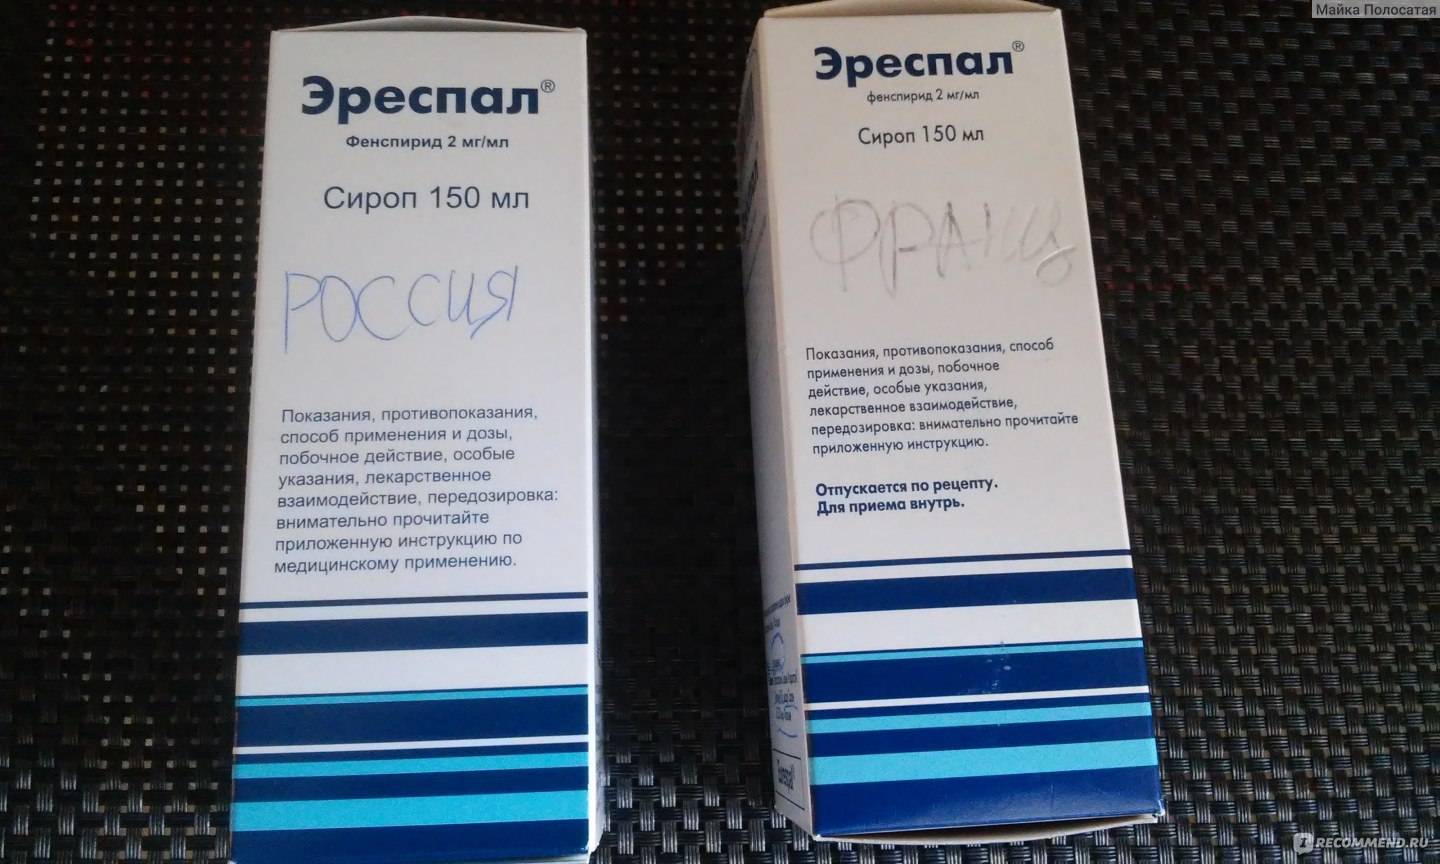 Майка Полосатая
Эреспал®
Фенспирид 2 мг/мл
Сироп 150 мл
РОССИЯ
Показания, противопоказания,
способ применения и дозы,
побочное действие, особые
указания, лекарственное
взаимодействие, передозировка:
внимательно прочитайте
приложенную инструкцию по
медицинскому применению.
Эреспал®
фенспирид 2 мг/мл
Сироп 150 мл
ФРАНЦ
Показания, противопоказания, способ
применения и дозы, побочное
действие, особые указания,
лекарственное взаимодействие,
передозировка: внимательно прочитайте
приложенную инструкцию.
Отпускается по рецепту.
Для приема внутрь.
IRECOMMEND.RU